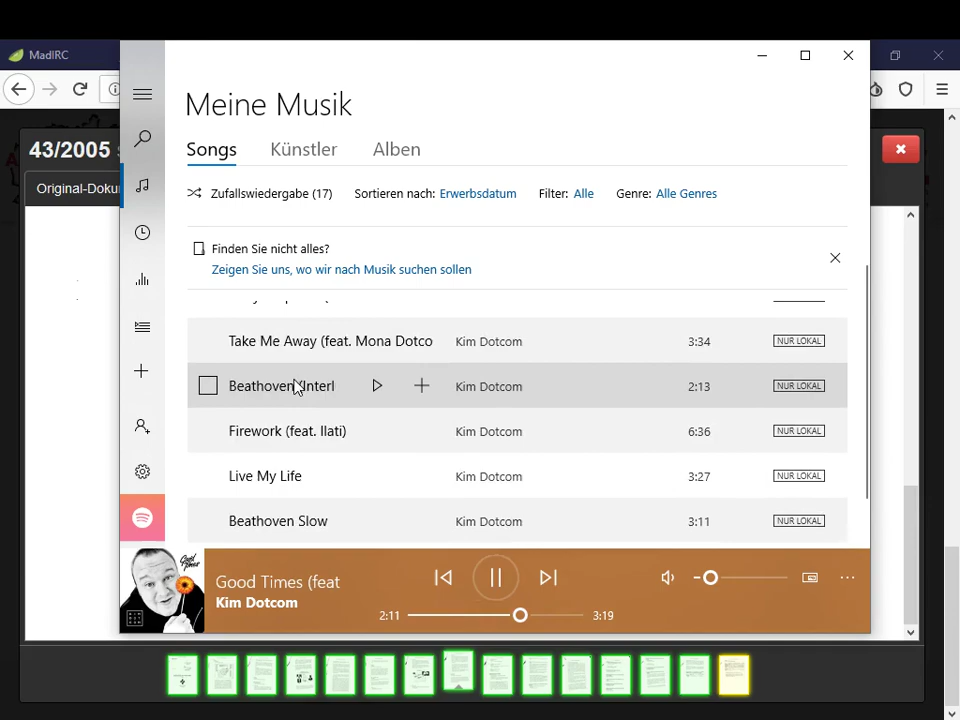 MadIRC
43/2005
Original-Doku
Meine Musik
Songs Künstler Alben
Zufallswiedergabe (17) Sortieren nach: Erwerbsdatum Filter: Alle Genre: Alle Genres
Finden Sie nicht alles?
Zeigen Sie uns, wo wir nach Musik suchen sollen
Take Me Away (feat. Mona Dotco Kim Dotcom 3:34 NUR LOKAL
Beathoven (Interl Kim Dotcom 2:13 NUR LOKAL
Firework (feat. Ilati) Kim Dotcom 6:36 NUR LOKAL
Live My Life Kim Dotcom 3:27 NUR LOKAL
Beathoven Slow Kim Dotcom 3:11 NUR LOKAL
Good Times
Good Times (feat
Kim Dotcom
2:11 3:19